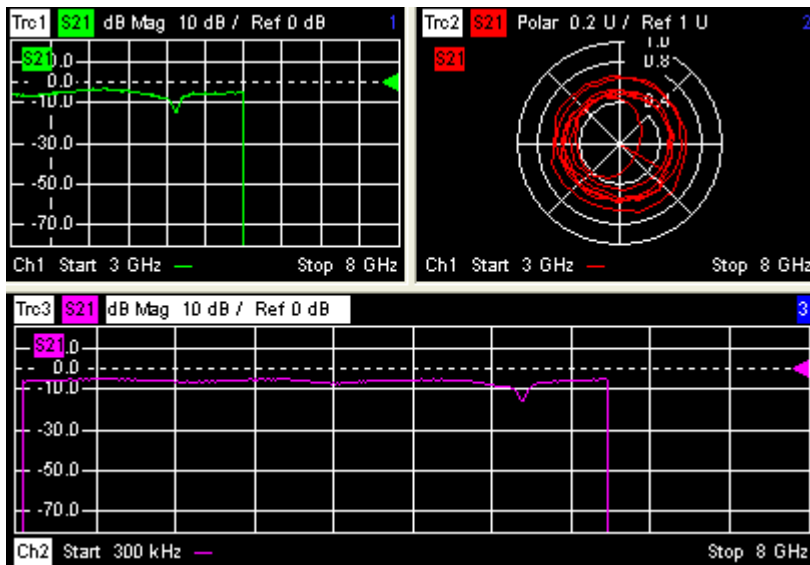 Trc1 S21 dB Mag 10 dB / Ref 0 dB 1
S21
0.0
-10.0
-30.0
-50.0
-70.0
Ch1 Start 3 GHz — Stop 8 GHz
Trc2 S21 Polar 0.2 U / Ref 1 U 2
S21
1.0
0.8
0.4
Ch1 Start 3 GHz — Stop 8 GHz
Trc3 S21 dB Mag 10 dB / Ref 0 dB 3
S21
0.0
-10.0
-30.0
-50.0
-70.0
Ch2 Start 300 kHz — Stop 8 GHz